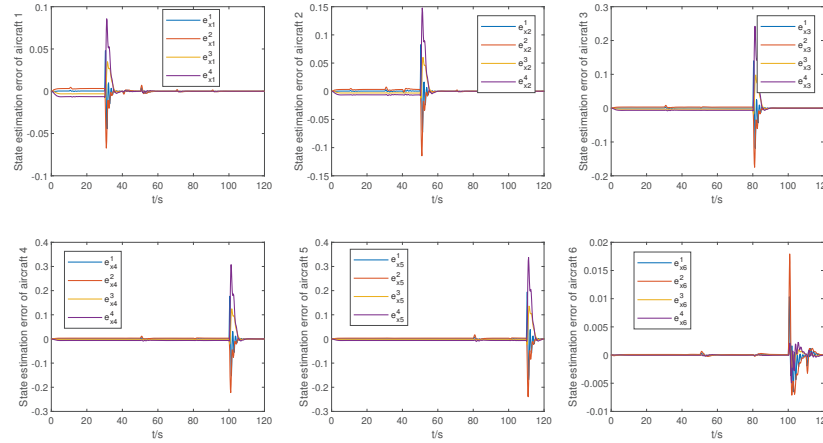 State estimation error of aircraft 1
0.1
0.05
0
-0.05
-0.1
0 20 40 60 80 100 120
t/s
e^1_x1
e^2_x1
e^3_x1
e^4_x1
State estimation error of aircraft 2
0.15
0.1
0.05
0
-0.05
-0.1
-0.15
0 20 40 60 80 100 120
t/s
e^1_x2
e^2_x2
e^3_x2
e^4_x2
State estimation error of aircraft 3
0.3
0.2
0.1
0
-0.1
-0.2
0 20 40 60 80 100 120
t/s
e^1_x3
e^2_x3
e^3_x3
e^4_x3
State estimation error of aircraft 4
0.4
0.3
0.2
0.1
0
-0.1
-0.2
-0.3
0 20 40 60 80 100 120
t/s
e^1_x4
e^2_x4
e^3_x4
e^4_x4
State estimation error of aircraft 5
0.4
0.3
0.2
0.1
0
-0.1
-0.2
-0.3
0 20 40 60 80 100 120
t/s
e^1_x5
e^2_x5
e^3_x5
e^4_x5
State estimation error of aircraft 6
0.02
0.015
0.01
0.005
0
-0.005
-0.01
0 20 40 60 80 100 120
t/s
e^1_x6
e^2_x6
e^3_x6
e^4_x6